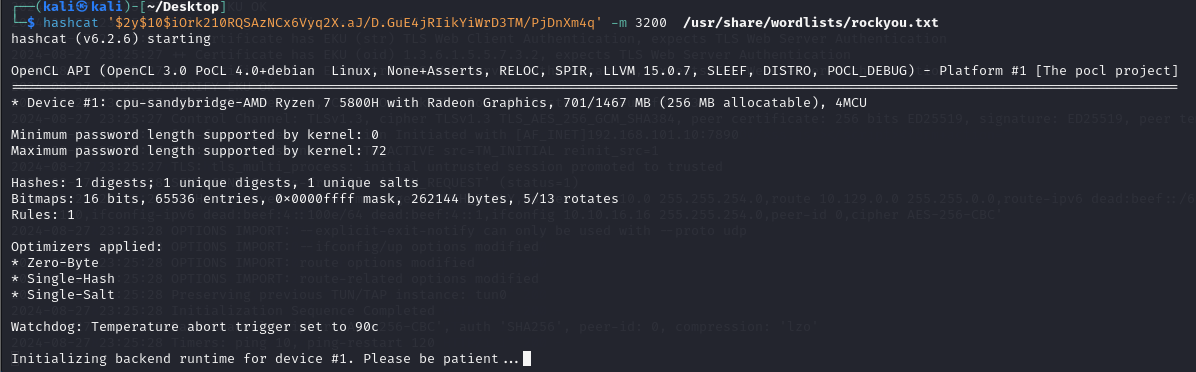 ┌──(kali㉿kali)-[~/Desktop]
└─$ hashcat '$2y$10$iOrk210RQSAzNCx6Vyq2X.aJ/D.GuE4jRIikYiWrD3TM/PjDnXm4q' -m 3200  /usr/share/wordlists/rockyou.txt
hashcat (v6.2.6) starting
OpenCL API (OpenCL 3.0 PoCL 4.0+debian  Linux, None+Asserts, RELOC, SPIR, LLVM 15.0.7, SLEEF, DISTRO, POCL_DEBUG) - Platform #1 [The pocl project]
* Device #1: cpu-sandybridge-AMD Ryzen 7 5800H with Radeon Graphics, 701/1467 MB (256 MB allocatable), 4MCU
Minimum password length supported by kernel: 0
Maximum password length supported by kernel: 72
Hashes: 1 digests; 1 unique digests, 1 unique salts
Bitmaps: 16 bits, 65536 entries, 0x0000ffff mask, 262144 bytes, 5/13 rotates
Rules: 1
Optimizers applied:
* Zero-Byte
* Single-Hash
* Single-Salt
Watchdog: Temperature abort trigger set to 90c
Initializing backend runtime for device #1. Please be patient...